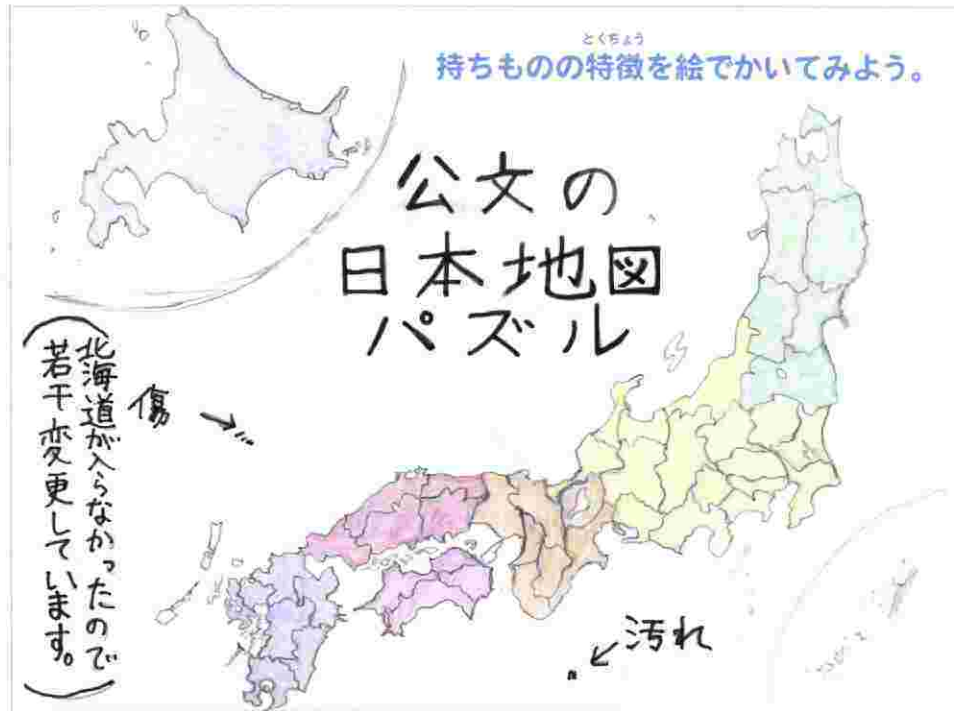 とくちょう
持ちものの特徴を絵でかいてみよう。
公文の
日本地図
パズル
(北海道が入らなかったので
若干変更しています。)
傷
汚れ